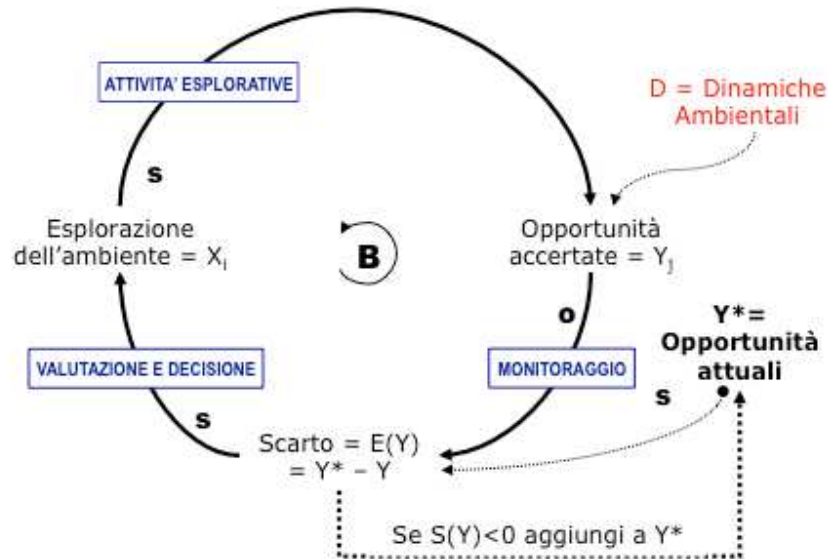 ATTIVITA' ESPLORATIVE
D = Dinamiche
Ambientali
s
Esplorazione
dell'ambiente = Xi
B
Opportunità
accertate = Yj
o
Y*=
Opportunità
attuali
VALUTAZIONE E DECISIONE
MONITORAGGIO
s
s
Scarto = E(Y)
= Y* – Y
Se S(Y)<0 aggiungi a Y*